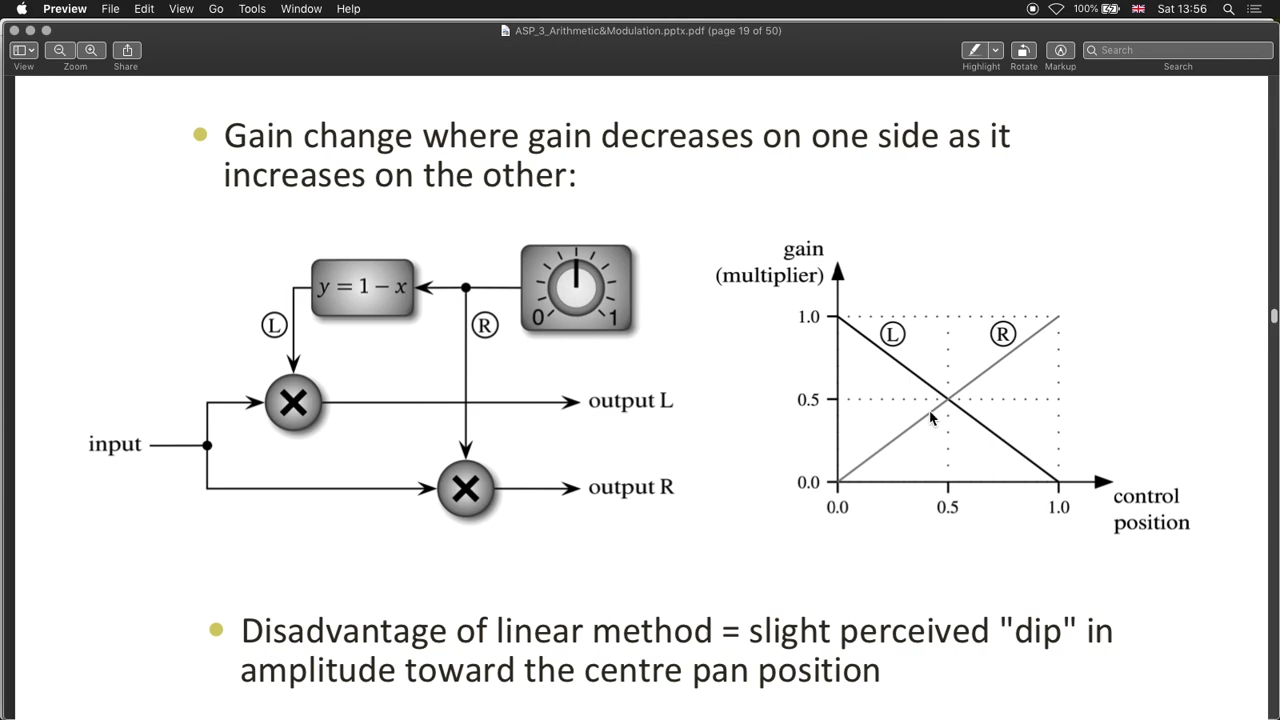 Preview File Edit View Go Tools Window Help 100% Sat 13:56
ASP_3_Arithmetic&Modulation.pptx.pdf (page 19 of 50)
View Zoom Share Highlight Rotate Markup Search
Search
Gain change where gain decreases on one side as it
increases on the other:
y = 1 − x
0 1
L R
output L
input
output R
gain
(multiplier)
1.0
L R
0.5
0.0
0.0 0.5 1.0
control
position
Disadvantage of linear method = slight perceived "dip" in
amplitude toward the centre pan position